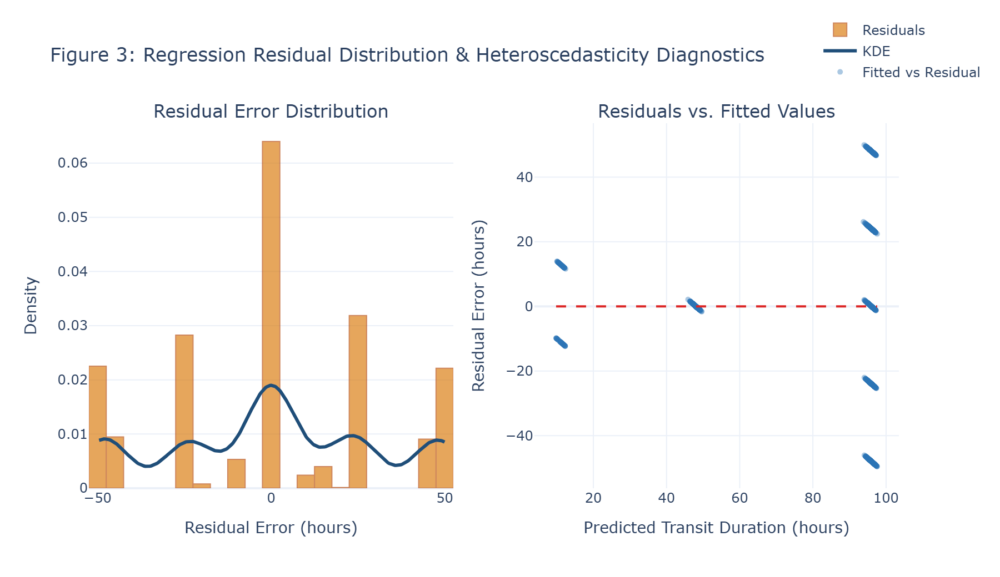 Residuals
KDE
Fitted vs Residual
Figure 3: Regression Residual Distribution & Heteroscedasticity Diagnostics
Residual Error Distribution
0.06
0.05
0.04
0.03
0.02
0.01
0
Density
−50
0
50
Residual Error (hours)
Residuals vs. Fitted Values
40
20
0
−20
−40
Residual Error (hours)
20
40
60
80
100
Predicted Transit Duration (hours)